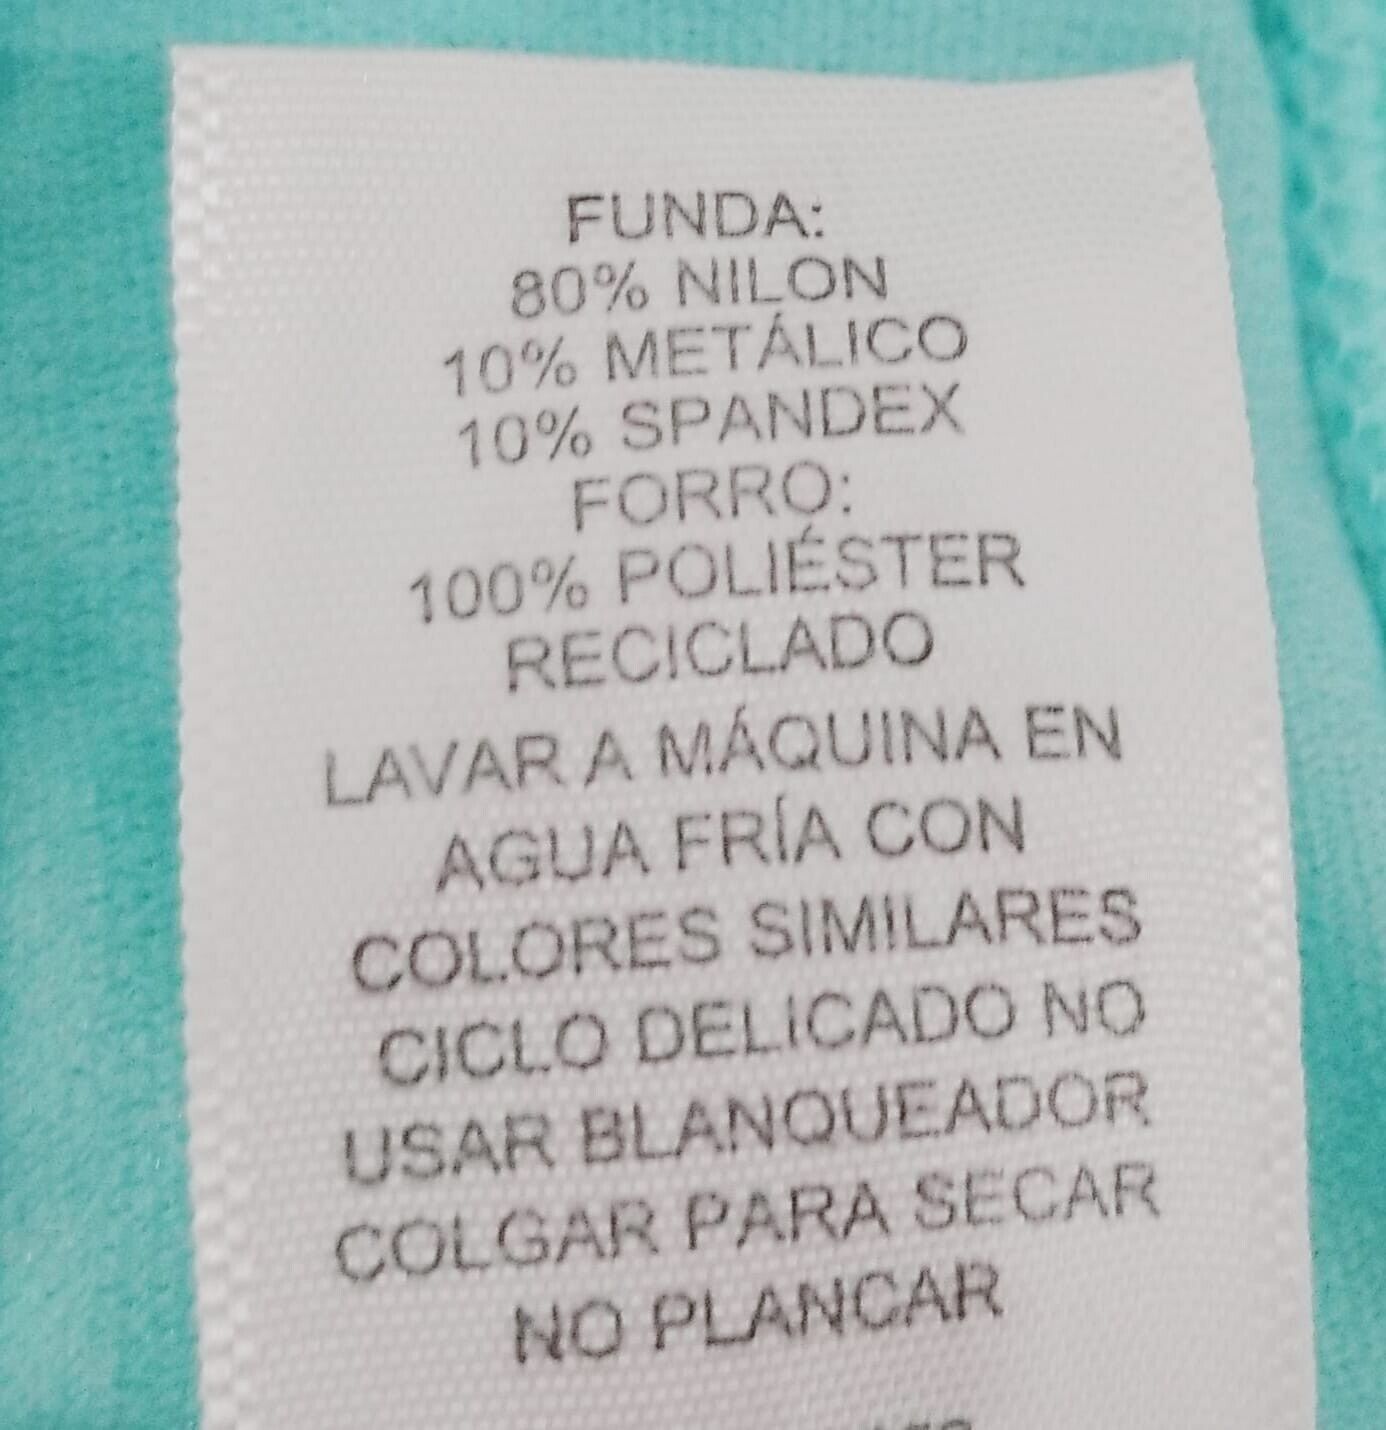 FUNDA:
80% NILON
10% METÁLICO
10% SPANDEX
FORRO:
100% POLIÉSTER
RECICLADO
LAVAR A MÁQUINA EN
AGUA FRÍA CON
COLORES SIMILARES
CICLO DELICADO NO
USAR BLANQUEADOR
COLGAR PARA SECAR
NO PLANCAR